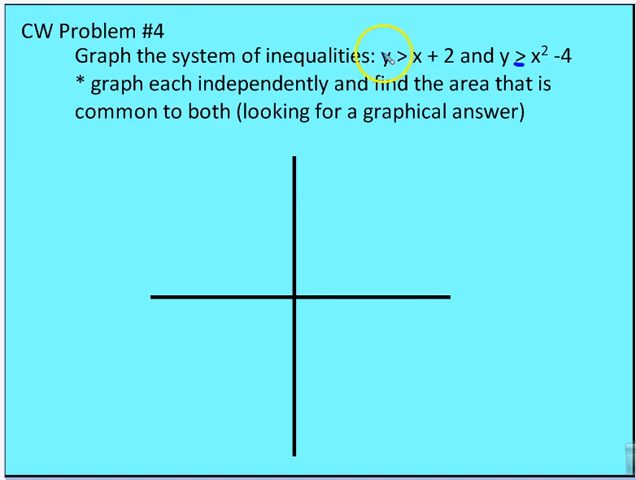 CW Problem #4
Graph the system of inequalities: y > x + 2 and y ≥ x² -4
* graph each independently and find the area that is
common to both (looking for a graphical answer)